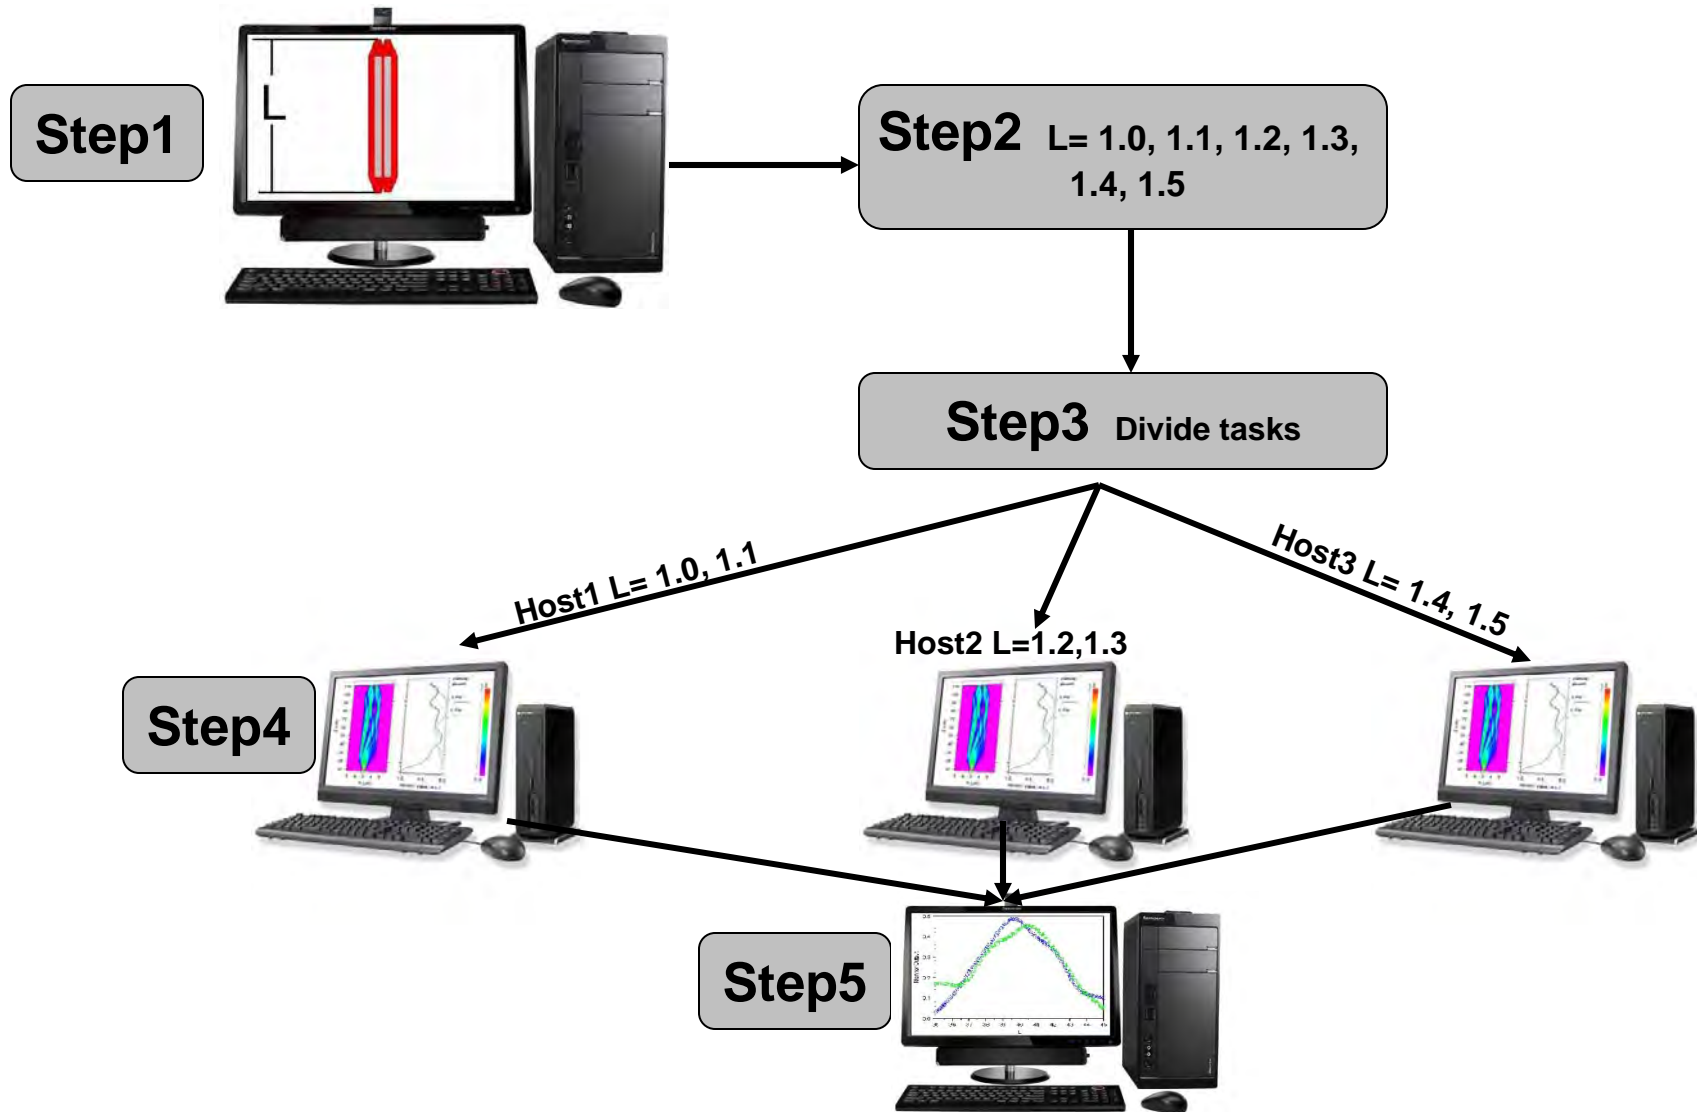 Step1
L
Step2 L= 1.0, 1.1, 1.2, 1.3,
1.4, 1.5
Step3 Divide tasks
Host1 L= 1.0, 1.1
Host2 L=1.2,1.3
Host3 L= 1.4, 1.5
Step4
Step5
L